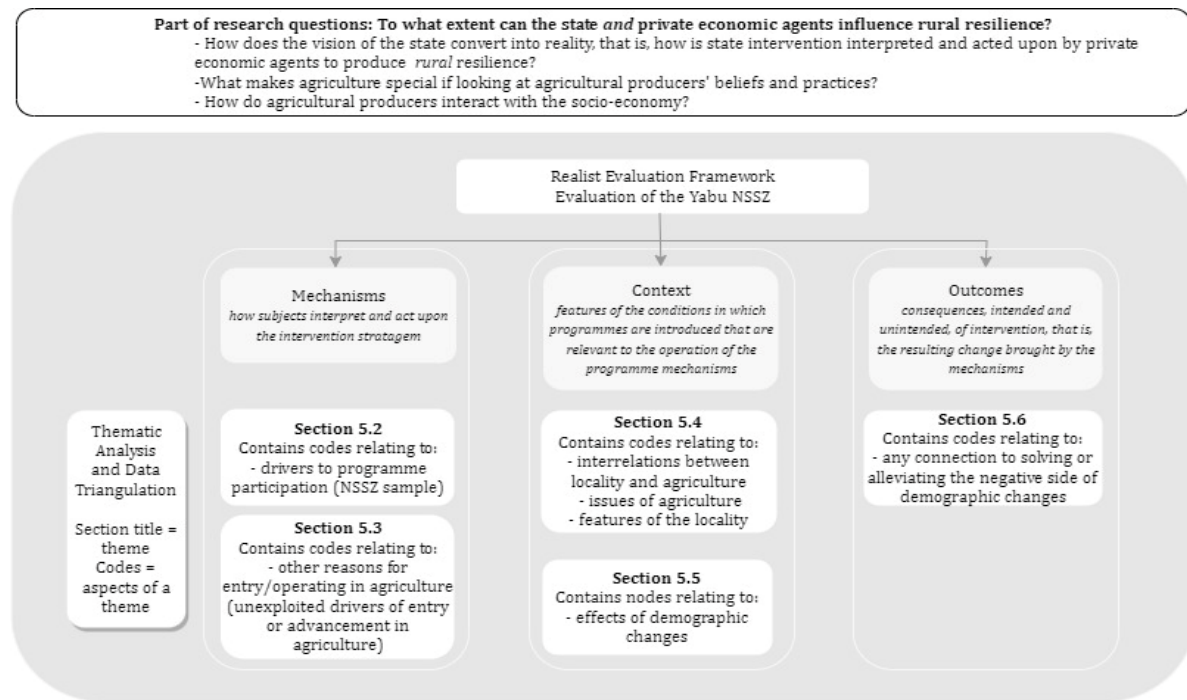 Part of research questions: To what extent can the state and private economic agents influence rural resilience?
- How does the vision of the state convert into reality, that is, how is state intervention interpreted and acted upon by private
economic agents to produce rural resilience?
-What makes agriculture special if looking at agricultural producers' beliefs and practices?
- How do agricultural producers interact with the socio-economy?
Realist Evaluation Framework
Evaluation of the Yabu NSSZ
Mechanisms
how subjects interpret and act upon
the intervention stratagem
Context
features of the conditions in which
programmes are introduced that are
relevant to the operation of the
programme mechanisms
Outcomes
consequences, intended and
unintended, of intervention, that is,
the resulting change brought by the
mechanisms
Thematic
Analysis
and Data
Triangulation
Section title =
theme
Codes =
aspects of a
theme
Section 5.2
Contains codes relating to:
- drivers to programme
participation (NSSZ sample)
Section 5.3
Contains codes relating to:
- other reasons for
entry/operating in agriculture
(unexploited drivers of entry
or advancement in
agriculture)
Section 5.4
Contains codes relating to:
- interrelations between
locality and agriculture
- issues of agriculture
- features of the locality
Section 5.5
Contains nodes relating to:
- effects of demographic
changes
Section 5.6
Contains codes relating to:
- any connection to solving or
alleviating the negative side of
demographic changes